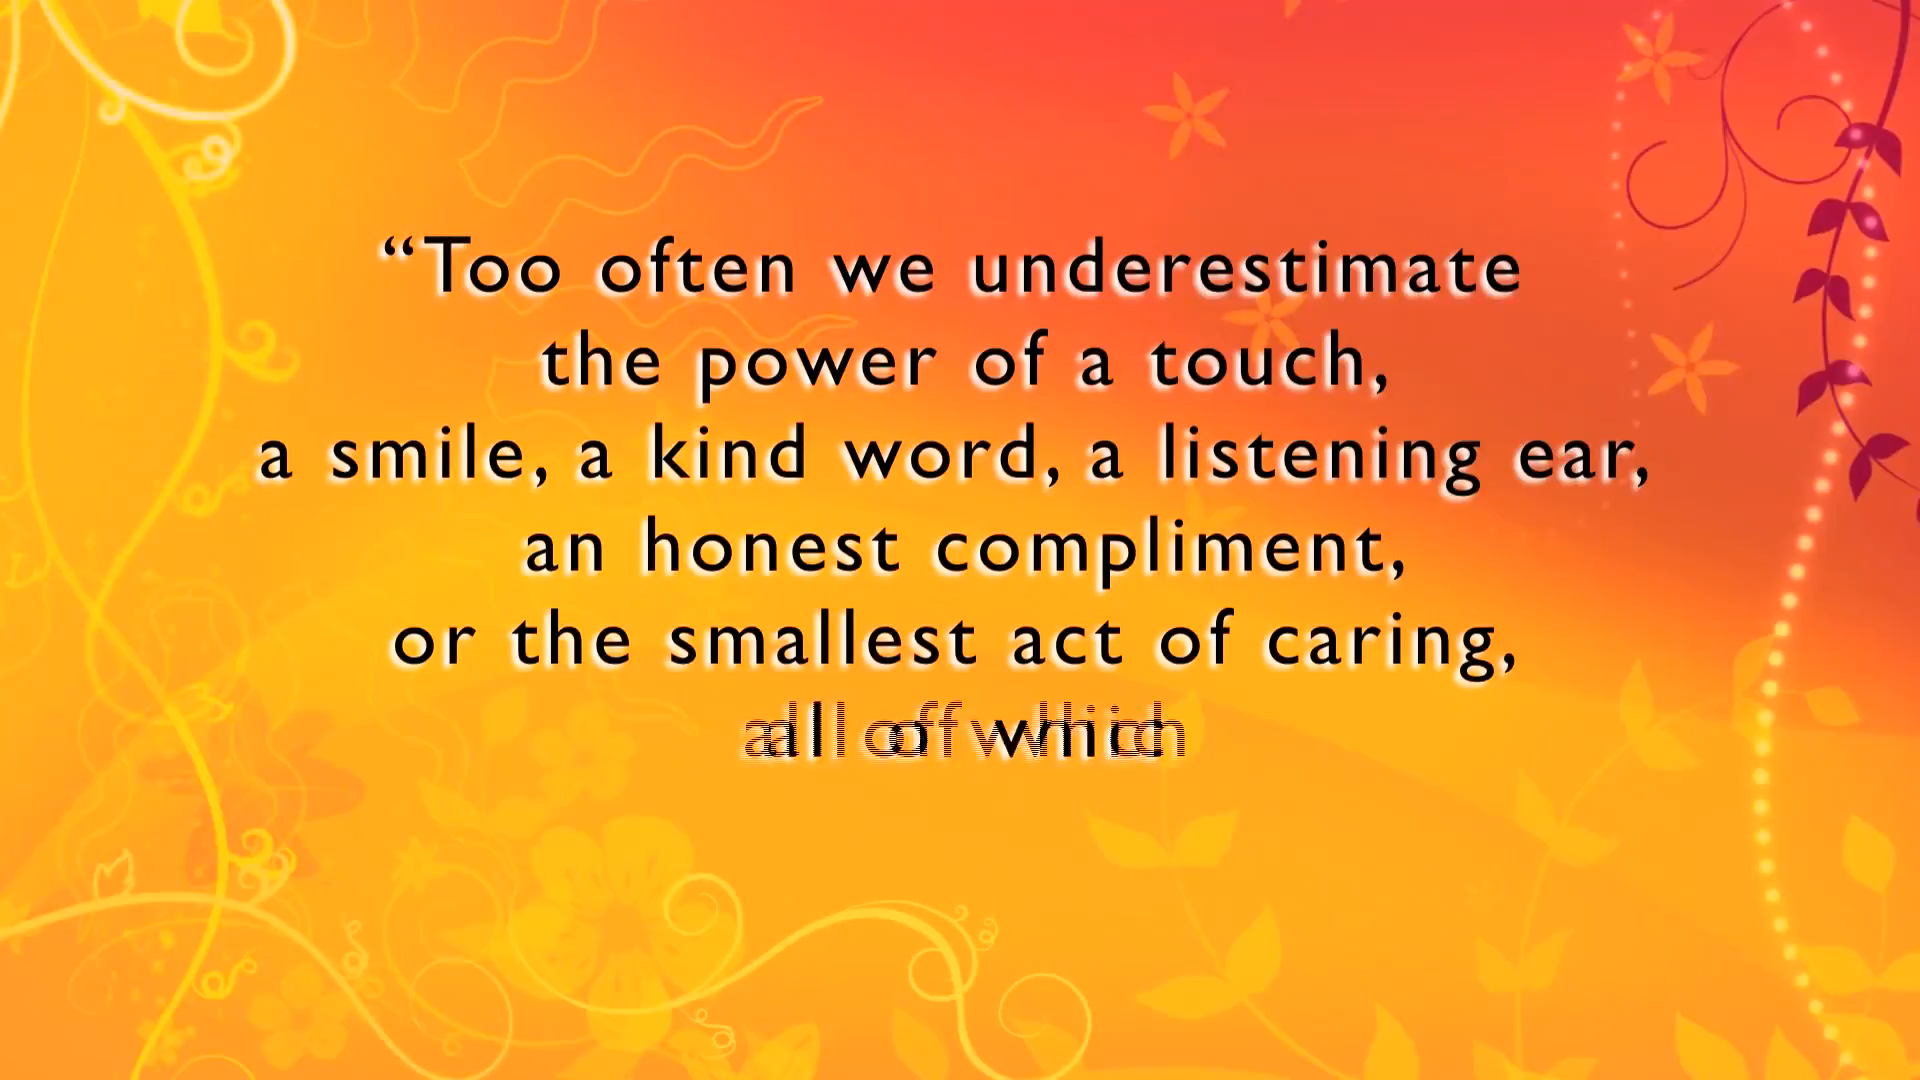 “Too often we underestimate
the power of a touch,
a smile, a kind word, a listening ear,
an honest compliment,
or the smallest act of caring,
all of which